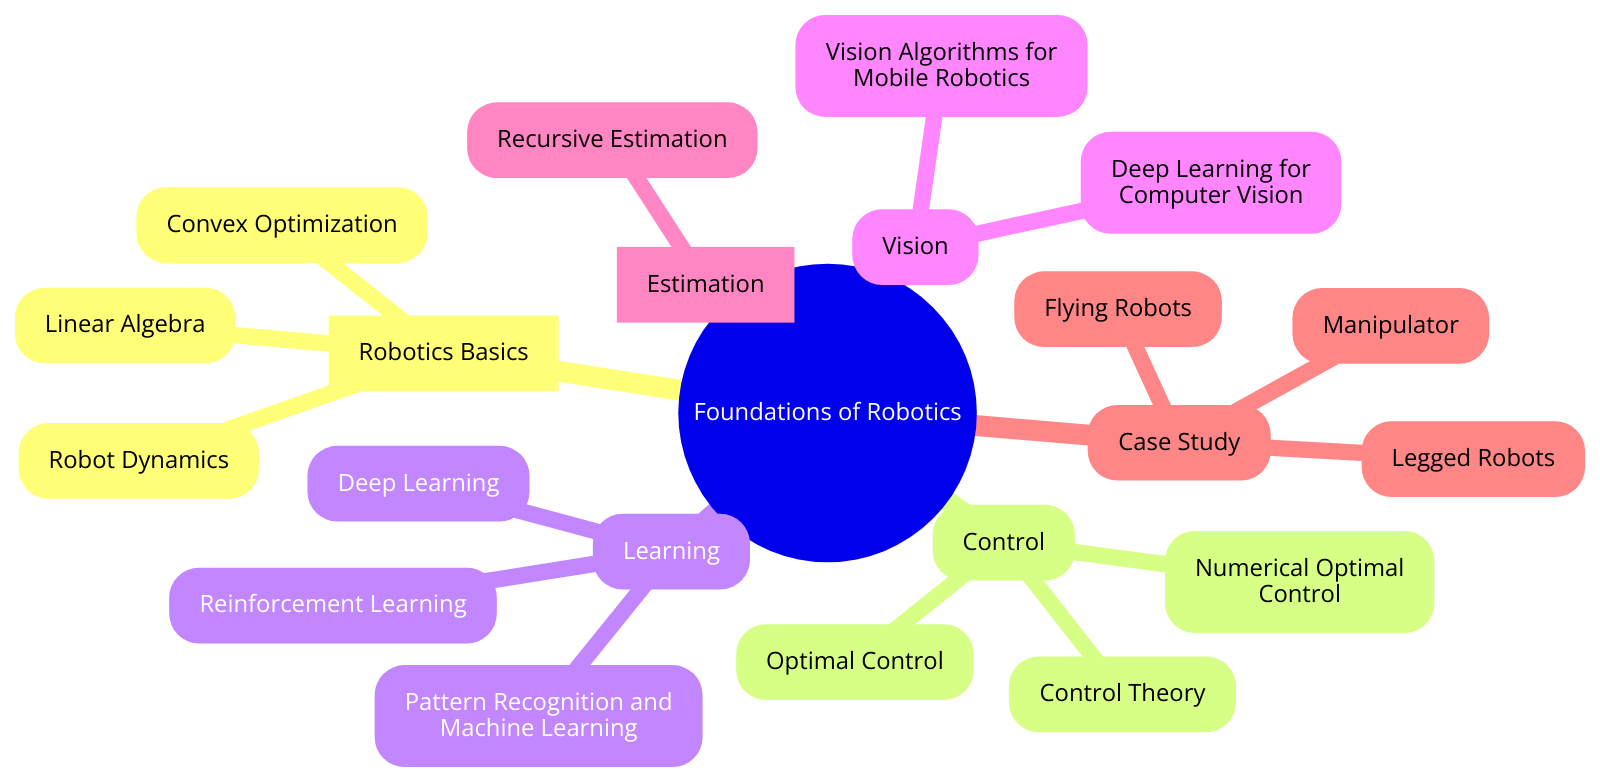 Vision Algorithms for
Mobile Robotics
Recursive Estimation
Deep Learning for
Computer Vision
Convex Optimization
Vision
Estimation
Flying Robots
Manipulator
Linear Algebra
Robotics Basics
Foundations of Robotics
Case Study
Legged Robots
Robot Dynamics
Deep Learning
Learning
Control
Numerical Optimal
Control
Reinforcement Learning
Optimal Control
Control Theory
Pattern Recognition and
Machine Learning